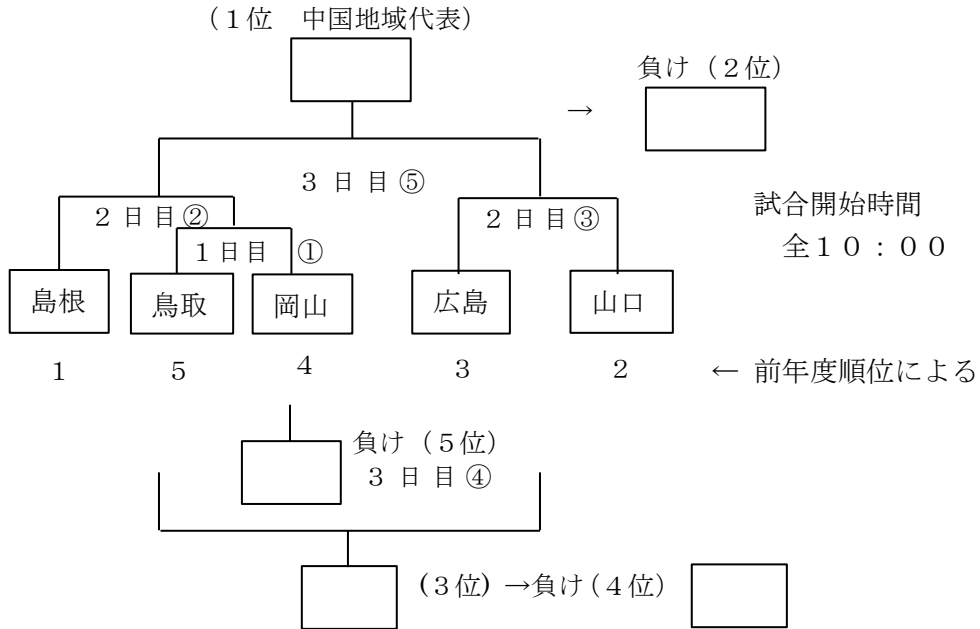 (１位　中国地域代表)
負け（２位）
→
３日目⑤
２日目②
２日目③
試合開始時間
全１０：００
１日目　①
島根
鳥取
岡山
広島
山口
１　５　４　３　２　← 前年度順位による
負け（５位）
３日目④
(３位) →負け(４位)